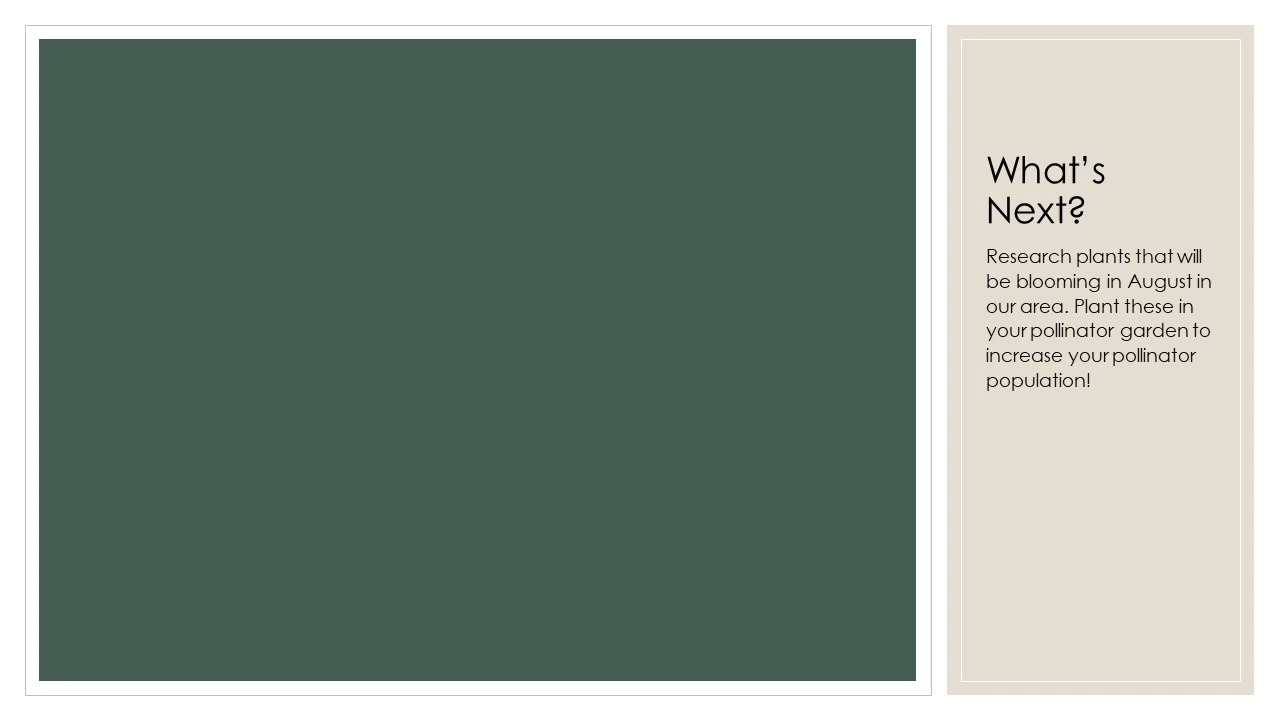 What’s
Next?
Research plants that will
be blooming in August in
our area. Plant these in
your pollinator garden to
increase your pollinator
population!